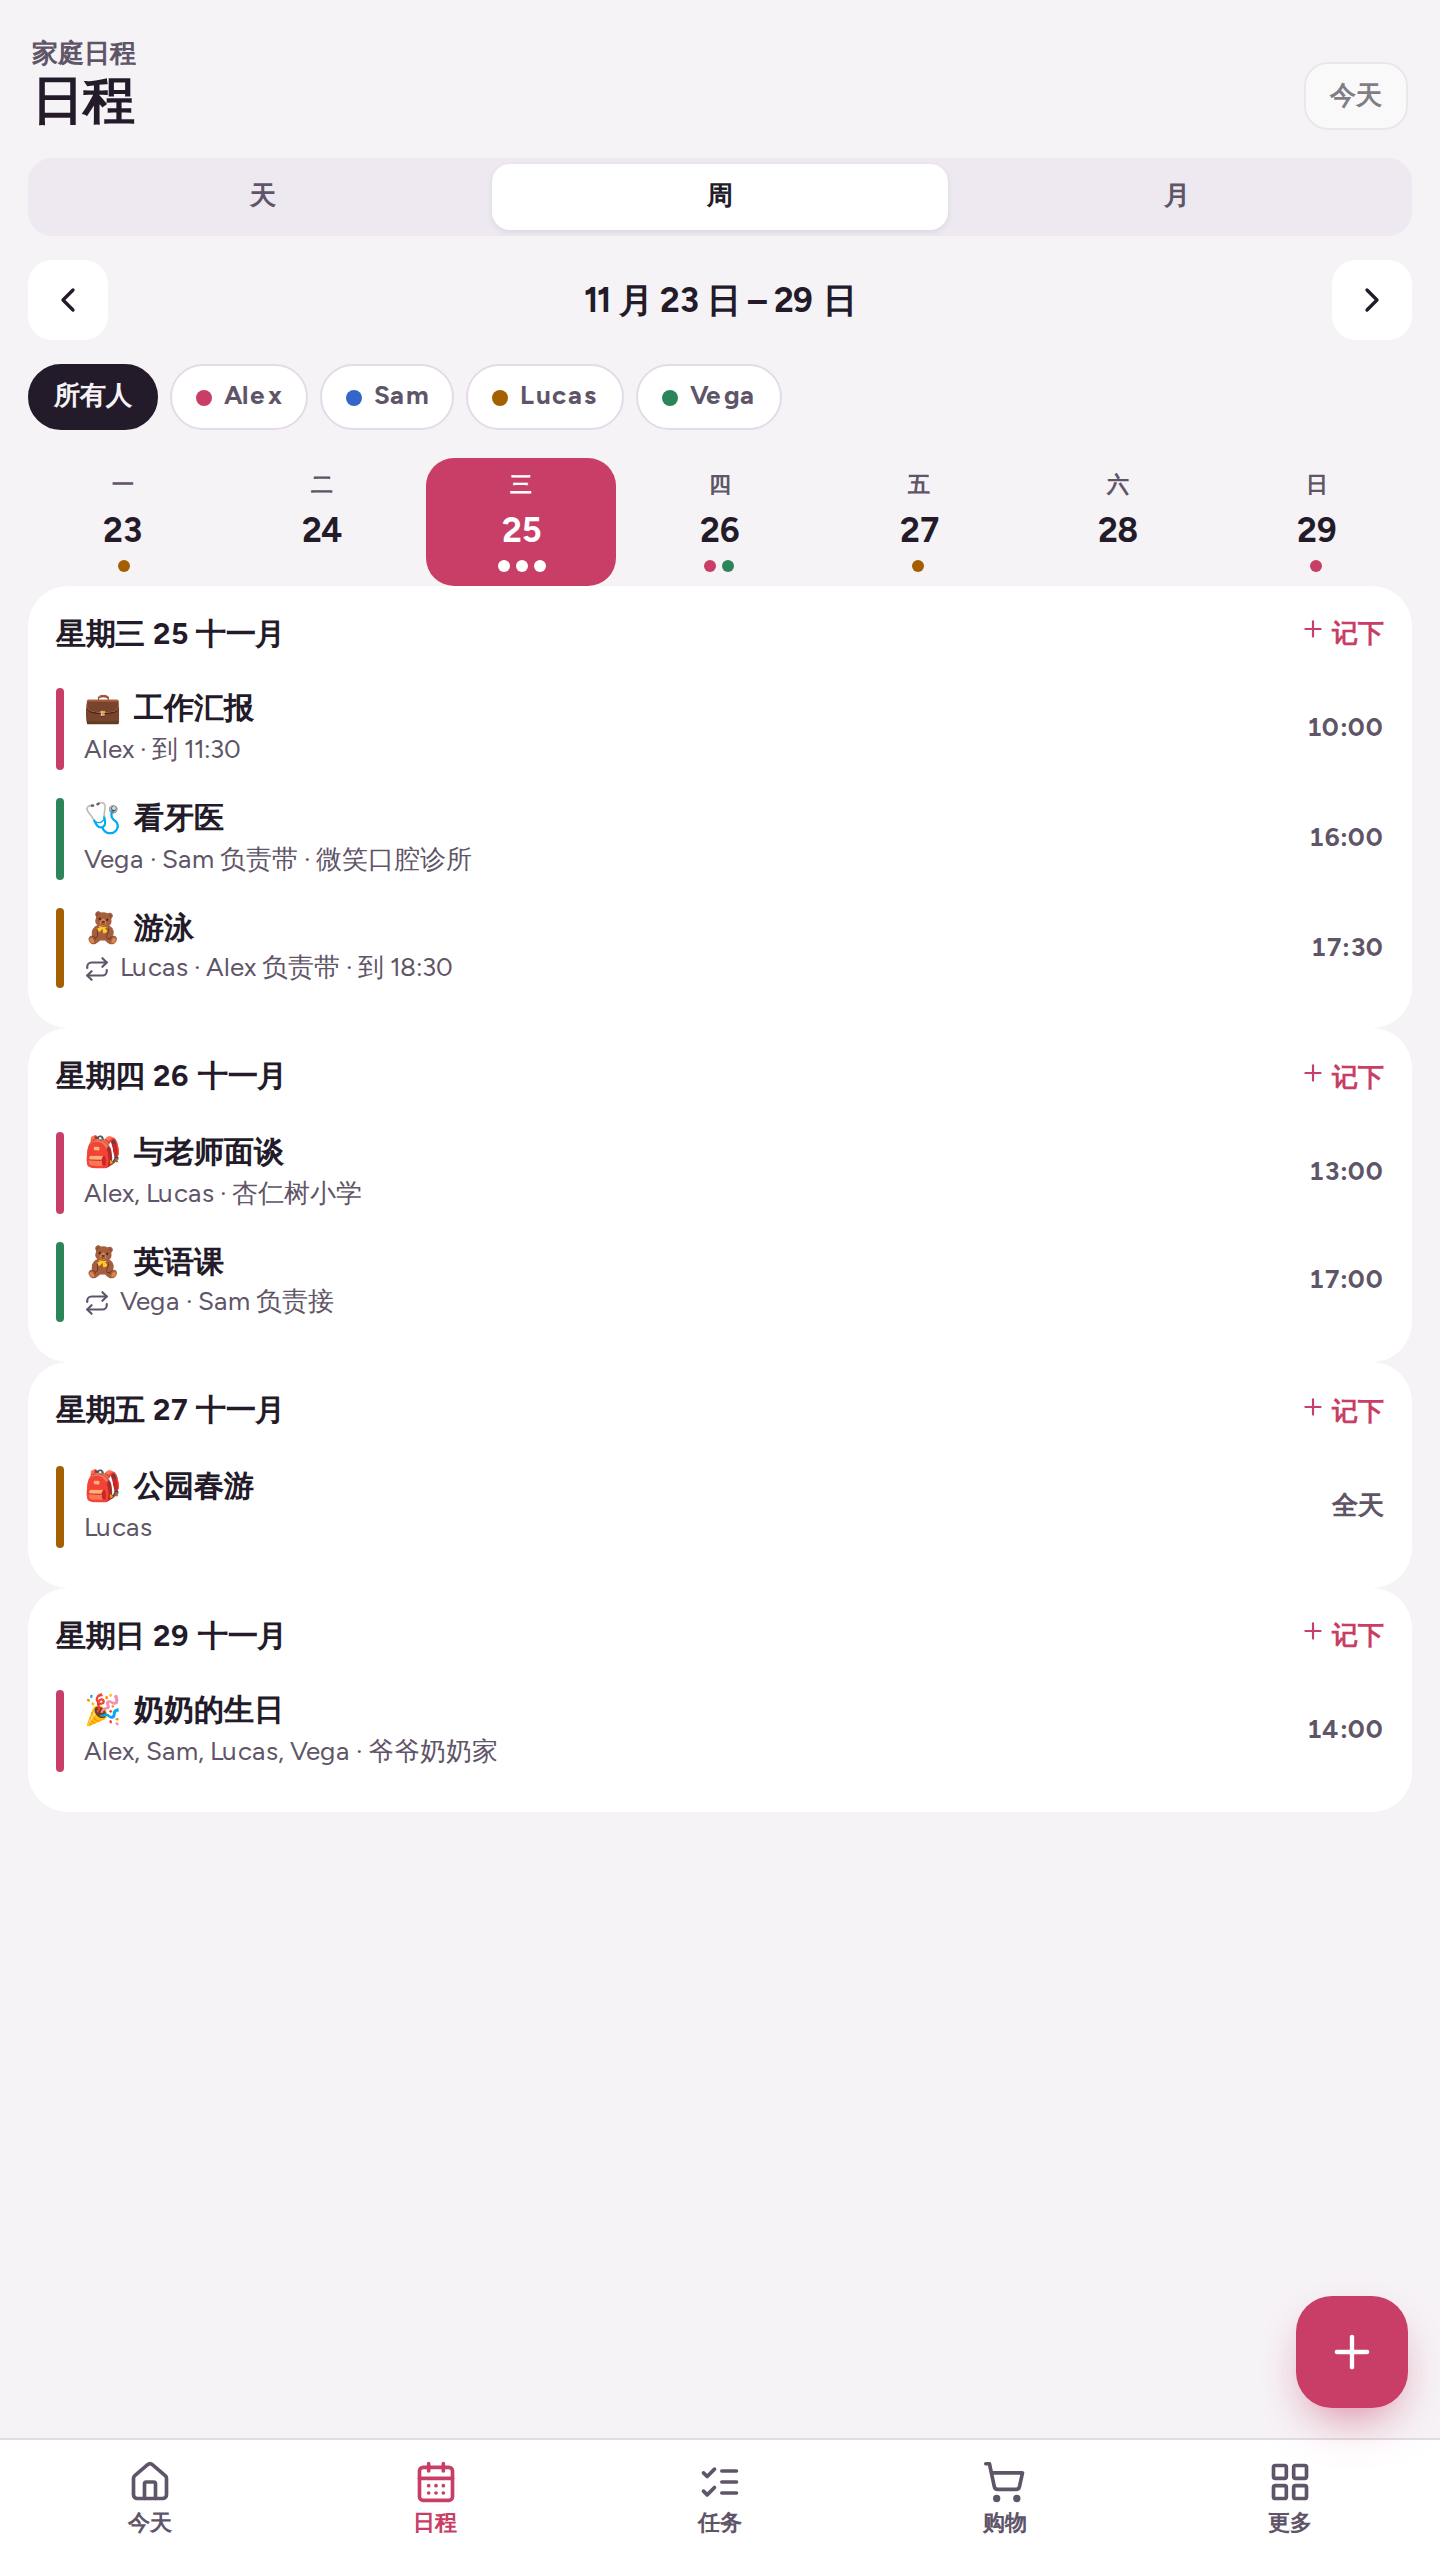 家庭日程
日程
今天
天 周 月
11 月 23 日 – 29 日
所有人 Alex Sam Lucas Vega
一 二 三 四 五 六 日
23 24 25 26 27 28 29
星期三 25 十一月 + 记下
工作汇报
10:00
Alex · 到 11:30
看牙医
16:00
Vega · Sam 负责带 · 微笑口腔诊所
游泳
17:30
Lucas · Alex 负责带 · 到 18:30
星期四 26 十一月 + 记下
与老师面谈
13:00
Alex, Lucas · 杏仁树小学
英语课
17:00
Vega · Sam 负责接
星期五 27 十一月 + 记下
公园春游
全天
Lucas
星期日 29 十一月 + 记下
奶奶的生日
14:00
Alex, Sam, Lucas, Vega · 爷爷奶奶家
今天 日程 任务 购物 更多